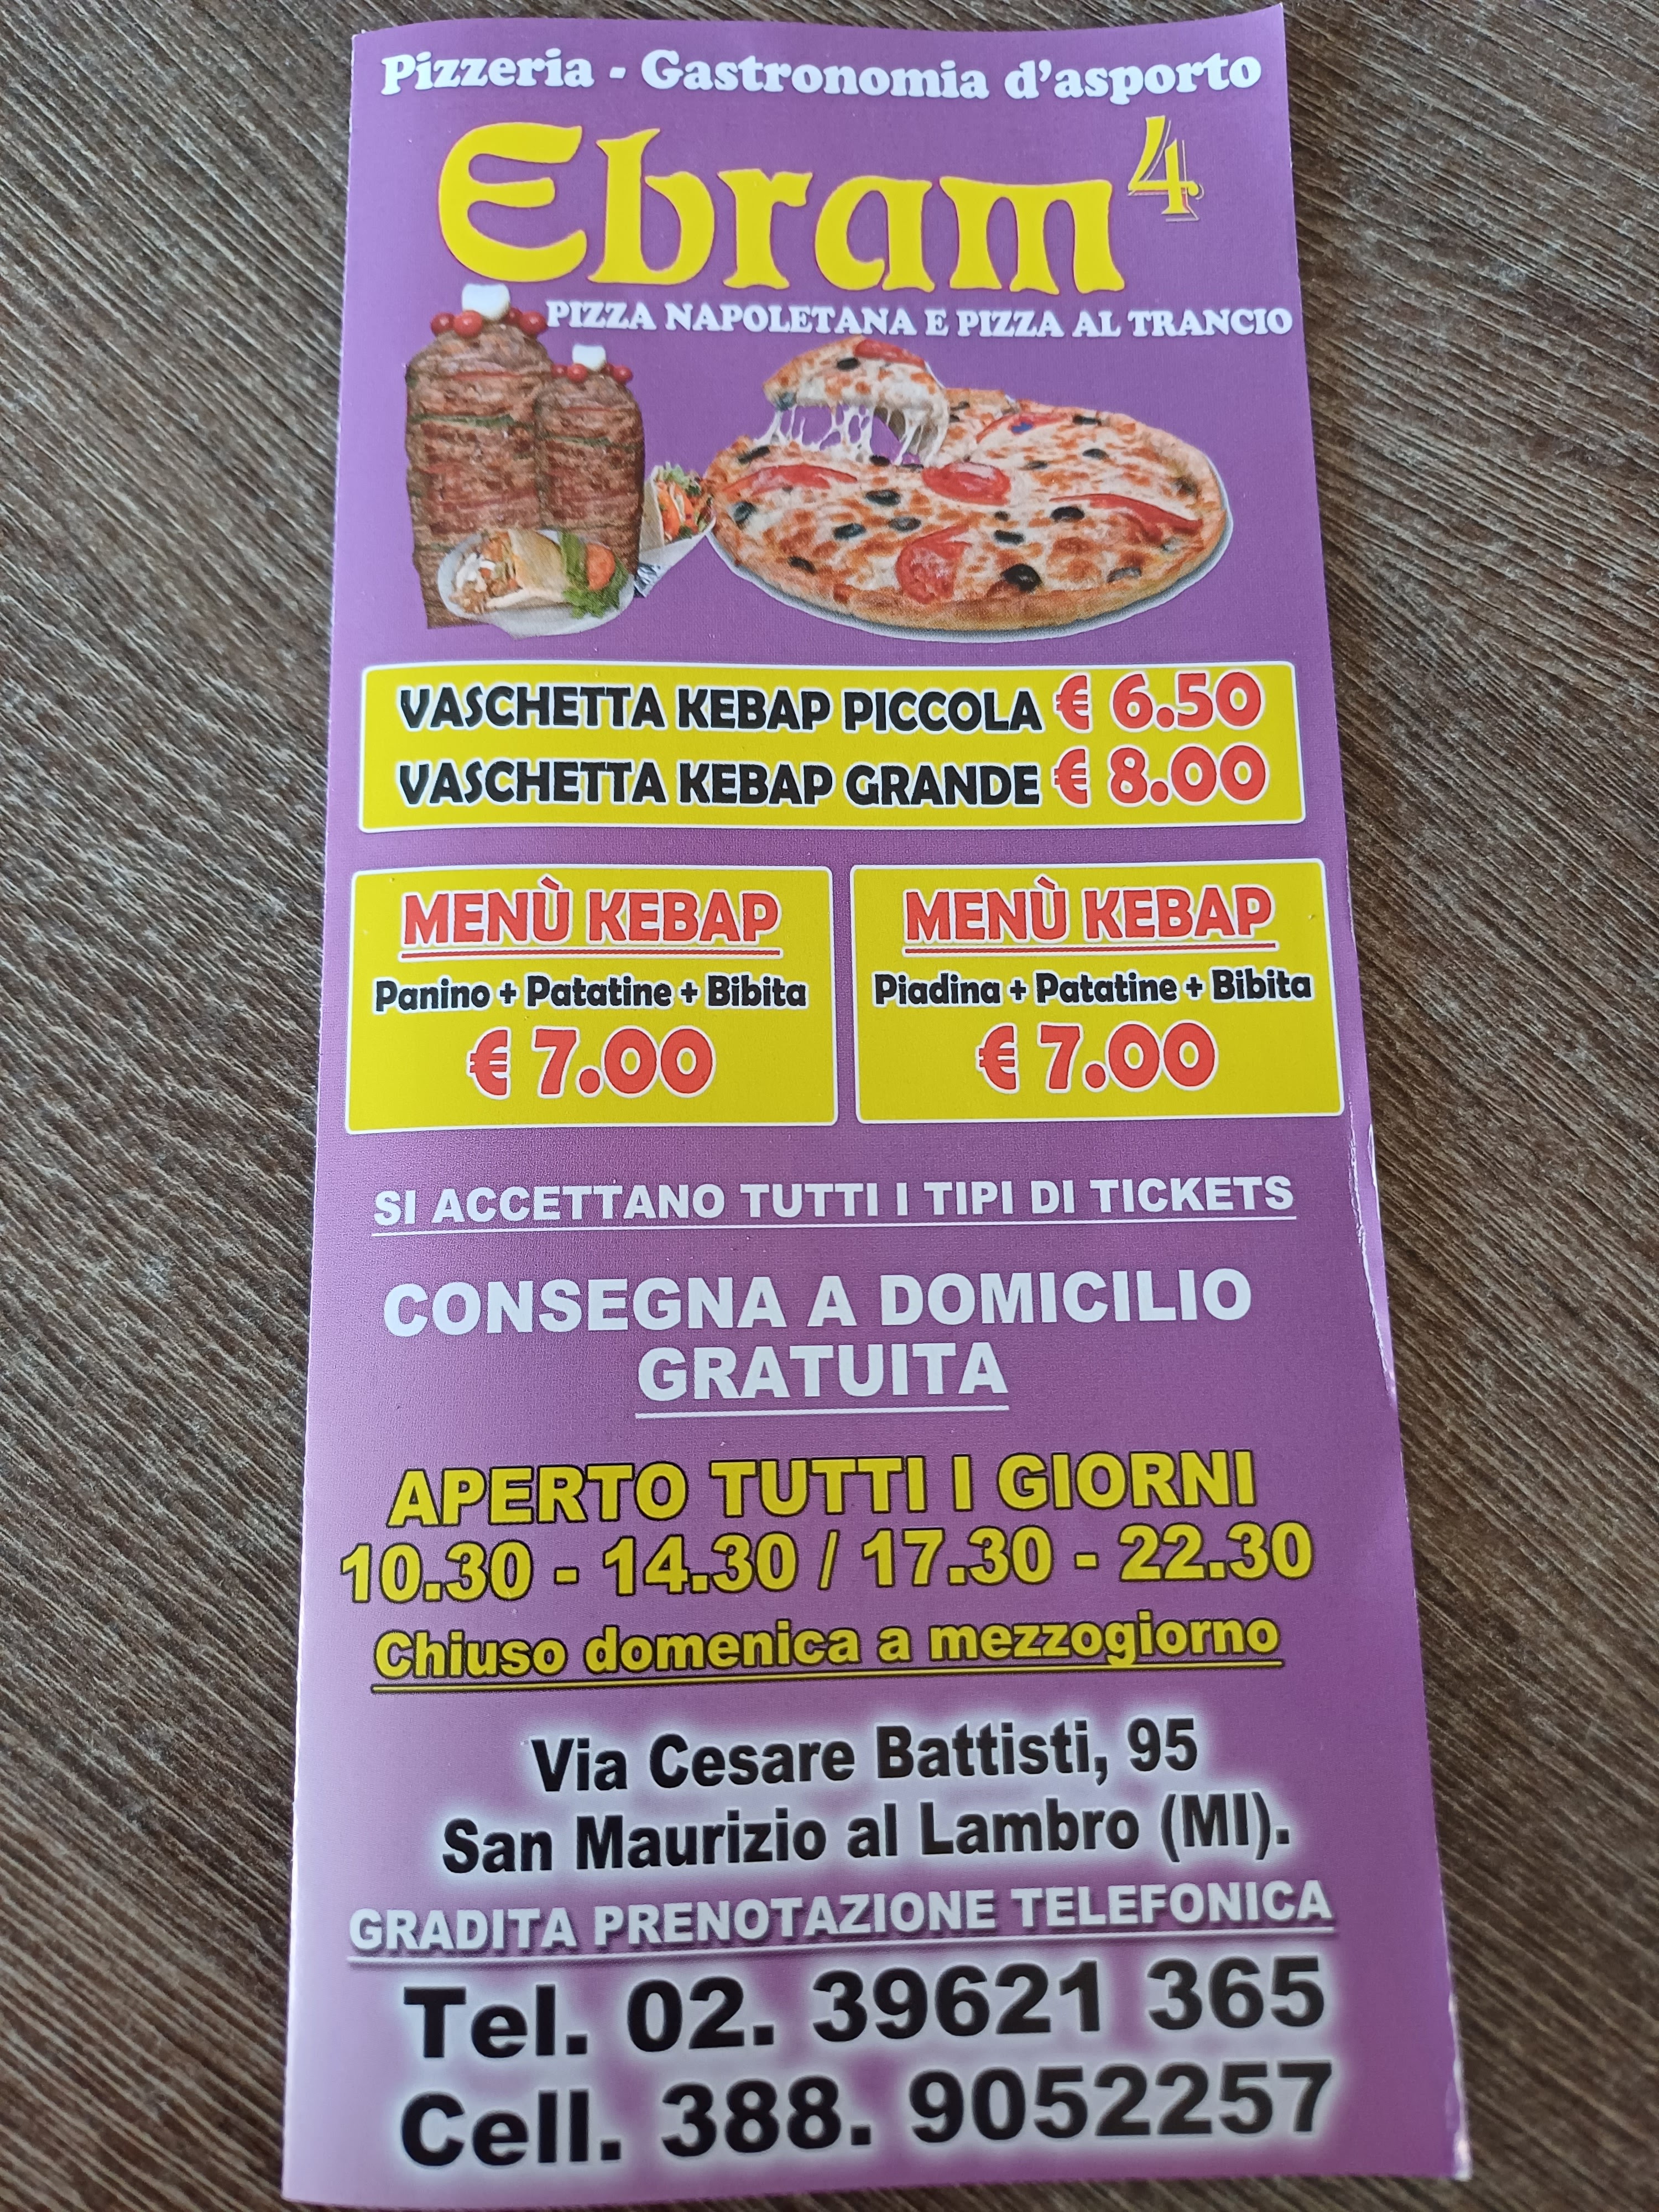 Pizzeria - Gastronomia d'asporto
Ebram 4
PIZZA NAPOLETANA E PIZZA AL TRANCIO
VASCHETTA KEBAP PICCOLA € 6.50
VASCHETTA KEBAP GRANDE € 8.00
MENÙ KEBAP
Panino + Patatine + Bibita
€ 7.00
MENÙ KEBAP
Piadina + Patatine + Bibita
€ 7.00
SI ACCETTANO TUTTI I TIPI DI TICKETS
CONSEGNA A DOMICILIO
GRATUITA
APERTO TUTTI I GIORNI
10.30 - 14.30 / 17.30 - 22.30
Chiuso domenica a mezzogiorno
Via Cesare Battisti, 95
San Maurizio al Lambro (MI).
GRADITA PRENOTAZIONE TELEFONICA
Tel. 02. 39621 365
Cell. 388. 9052257